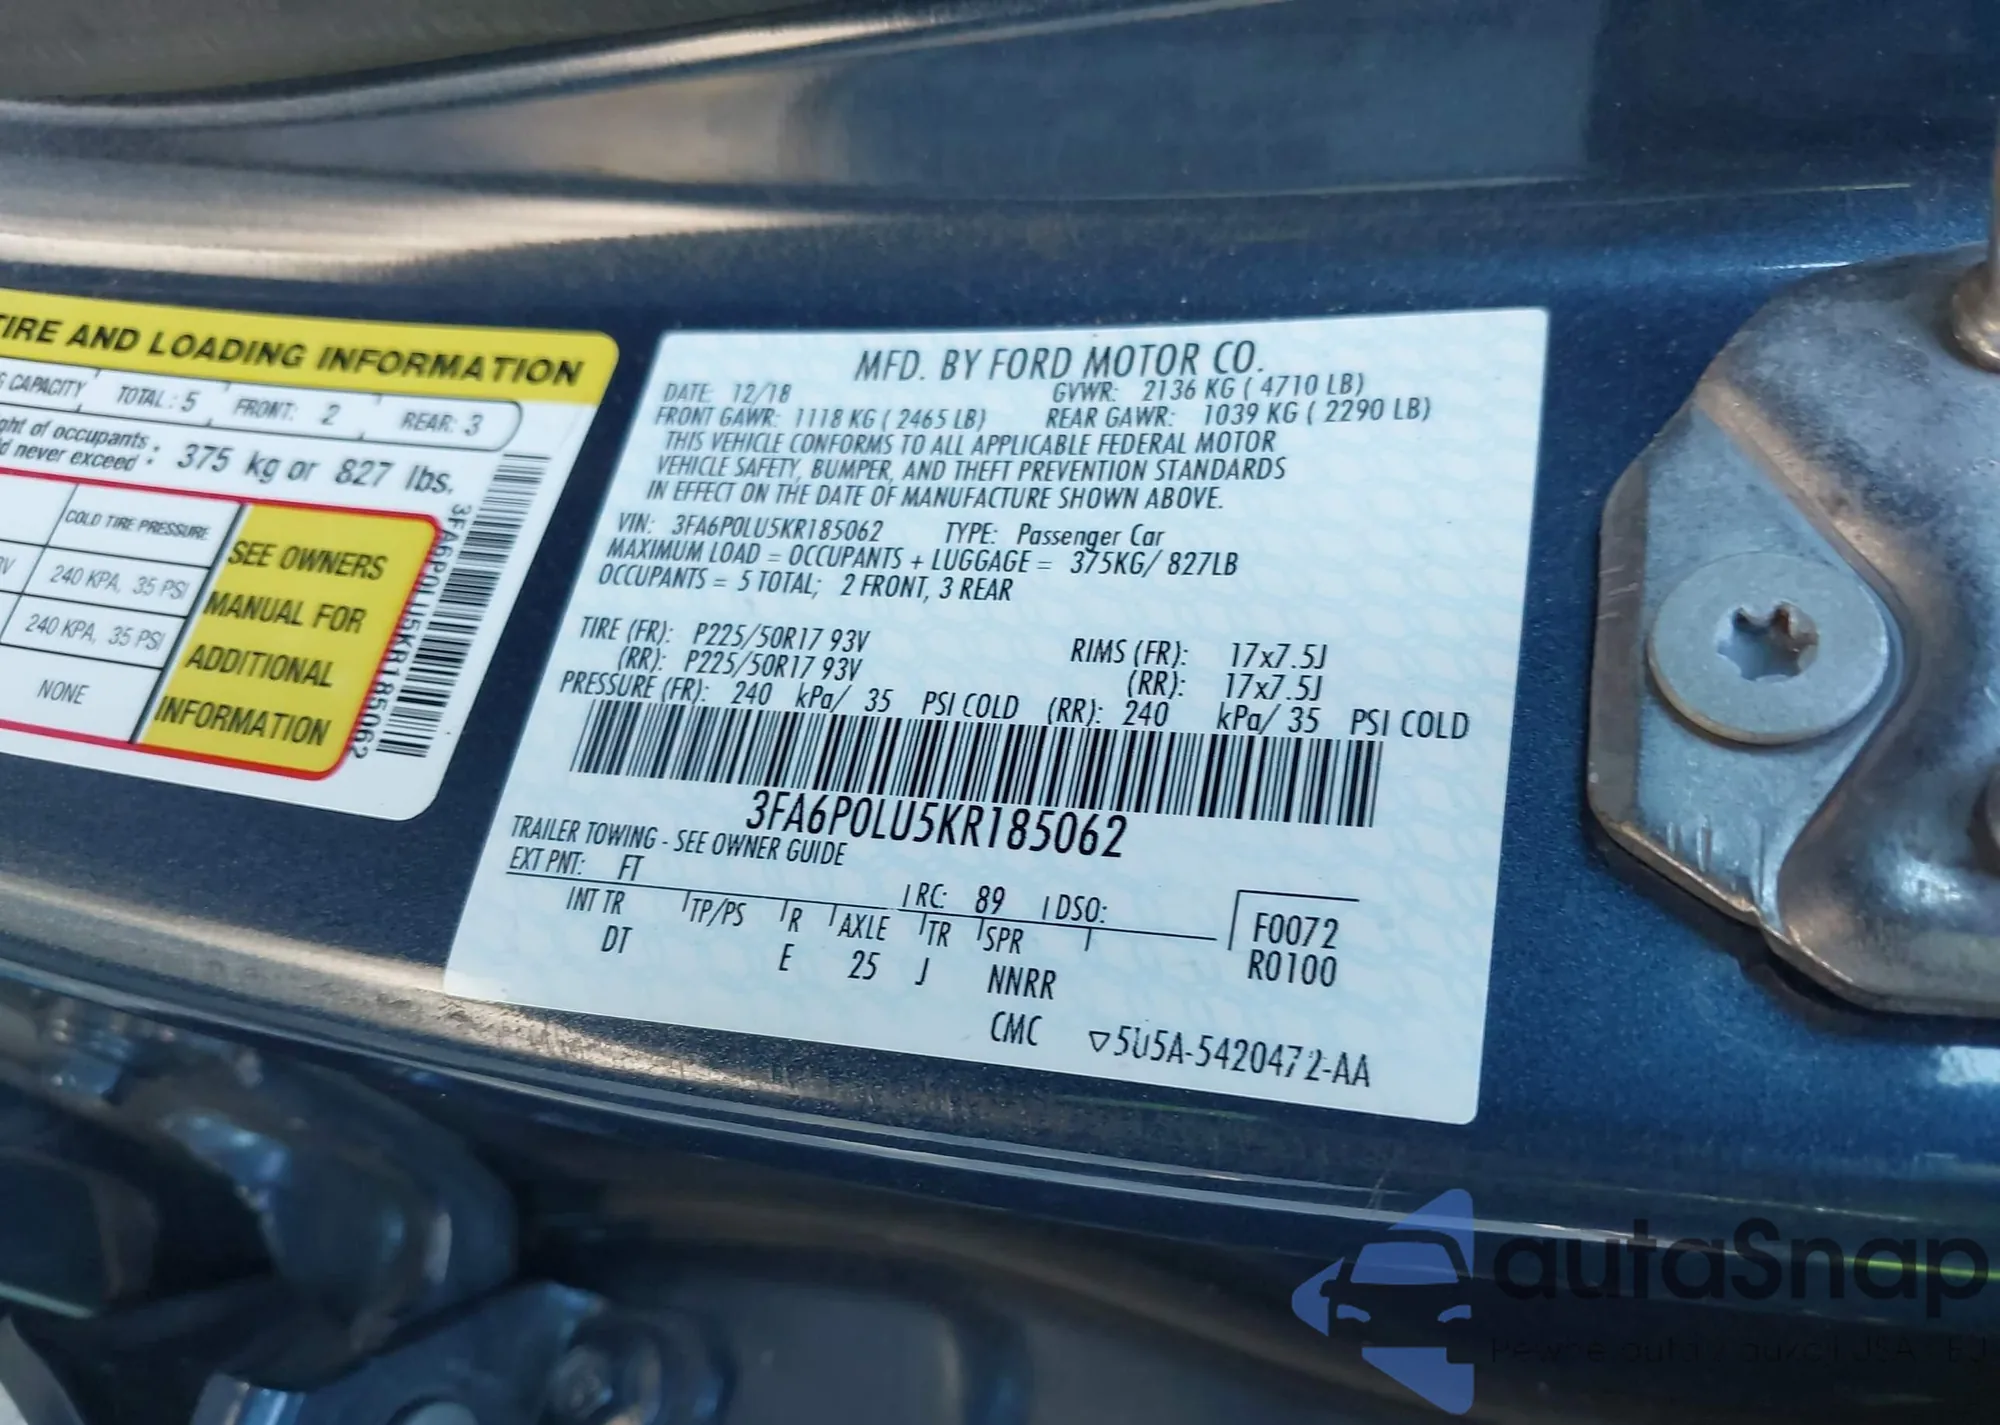 TIRE AND LOADING INFORMATION
CAPACITY TOTAL: 5 FRONT: 2 REAR: 3
of occupants :
never exceed : 375 kg or 827 lbs.
COLD TIRE PRESSURE
240 KPA, 35 PSI
240 KPA, 35 PSI
NONE
SEE OWNERS
MANUAL FOR
ADDITIONAL
INFORMATION
3FA6P0LU5KR185062
MFD. BY FORD MOTOR CO.
DATE: 12/18 GVWR: 2136 KG ( 4710 LB)
FRONT GAWR: 1118 KG ( 2465 LB) REAR GAWR: 1039 KG ( 2290 LB)
THIS VEHICLE CONFORMS TO ALL APPLICABLE FEDERAL MOTOR
VEHICLE SAFETY, BUMPER, AND THEFT PREVENTION STANDARDS
IN EFFECT ON THE DATE OF MANUFACTURE SHOWN ABOVE.
VIN: 3FA6P0LU5KR185062 TYPE: Passenger Car
MAXIMUM LOAD = OCCUPANTS + LUGGAGE = 375KG/ 827LB
OCCUPANTS = 5 TOTAL; 2 FRONT, 3 REAR
TIRE (FR): P225/50R17 93V RIMS (FR): 17x7.5J
(RR): P225/50R17 93V (RR): 17x7.5J
PRESSURE (FR): 240 kPa/ 35 PSI COLD (RR): 240 kPa/ 35 PSI COLD
3FA6P0LU5KR185062
TRAILER TOWING - SEE OWNER GUIDE
EXT PNT: FT RC: 89 DSO:
INT TR TP/PS R AXLE TR SPR
DT E 25 J NNRR
F0072
R0100
CMC ▽5U5A-5420472-AA
autaSnap